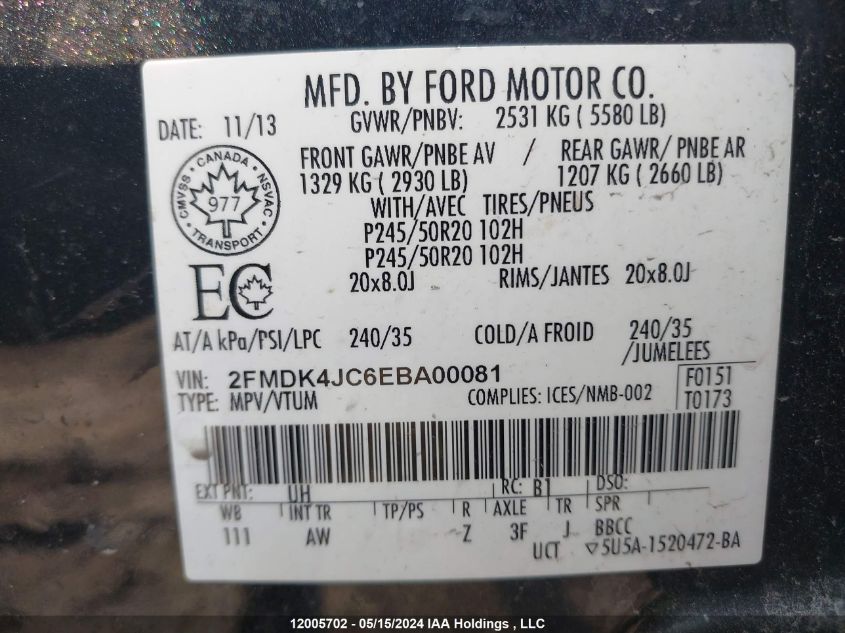 MFD. BY FORD MOTOR CO.
DATE: 11/13 GVWR/PNBV: 2531 KG ( 5580 LB)
FRONT GAWR/PNBE AV / REAR GAWR/ PNBE AR
1329 KG ( 2930 LB) 1207 KG ( 2660 LB)
WITH/AVEC TIRES/PNEUS
P245/50R20 102H
P245/50R20 102H
20x8.0J RIMS/JANTES 20x8.0J
CANADA
CMVSS NSVAC
977
TRANSPORT
EC
AT/A kPa/PSI/LPC 240/35 COLD/A FROID 240/35
/JUMELEES
VIN: 2FMDK4JC6EBA00081 F0151
TYPE: MPV/VTUM COMPLIES: ICES/NMB-002 T0173
EXT PNT: UH RC: B1 DSO:
WB INT TR TP/PS R AXLE TR SPR
111 AW Z 3F J BBCC
UCT ▽5U5A-1520472-BA
12005702 - 05/15/2024 IAA Holdings , LLC